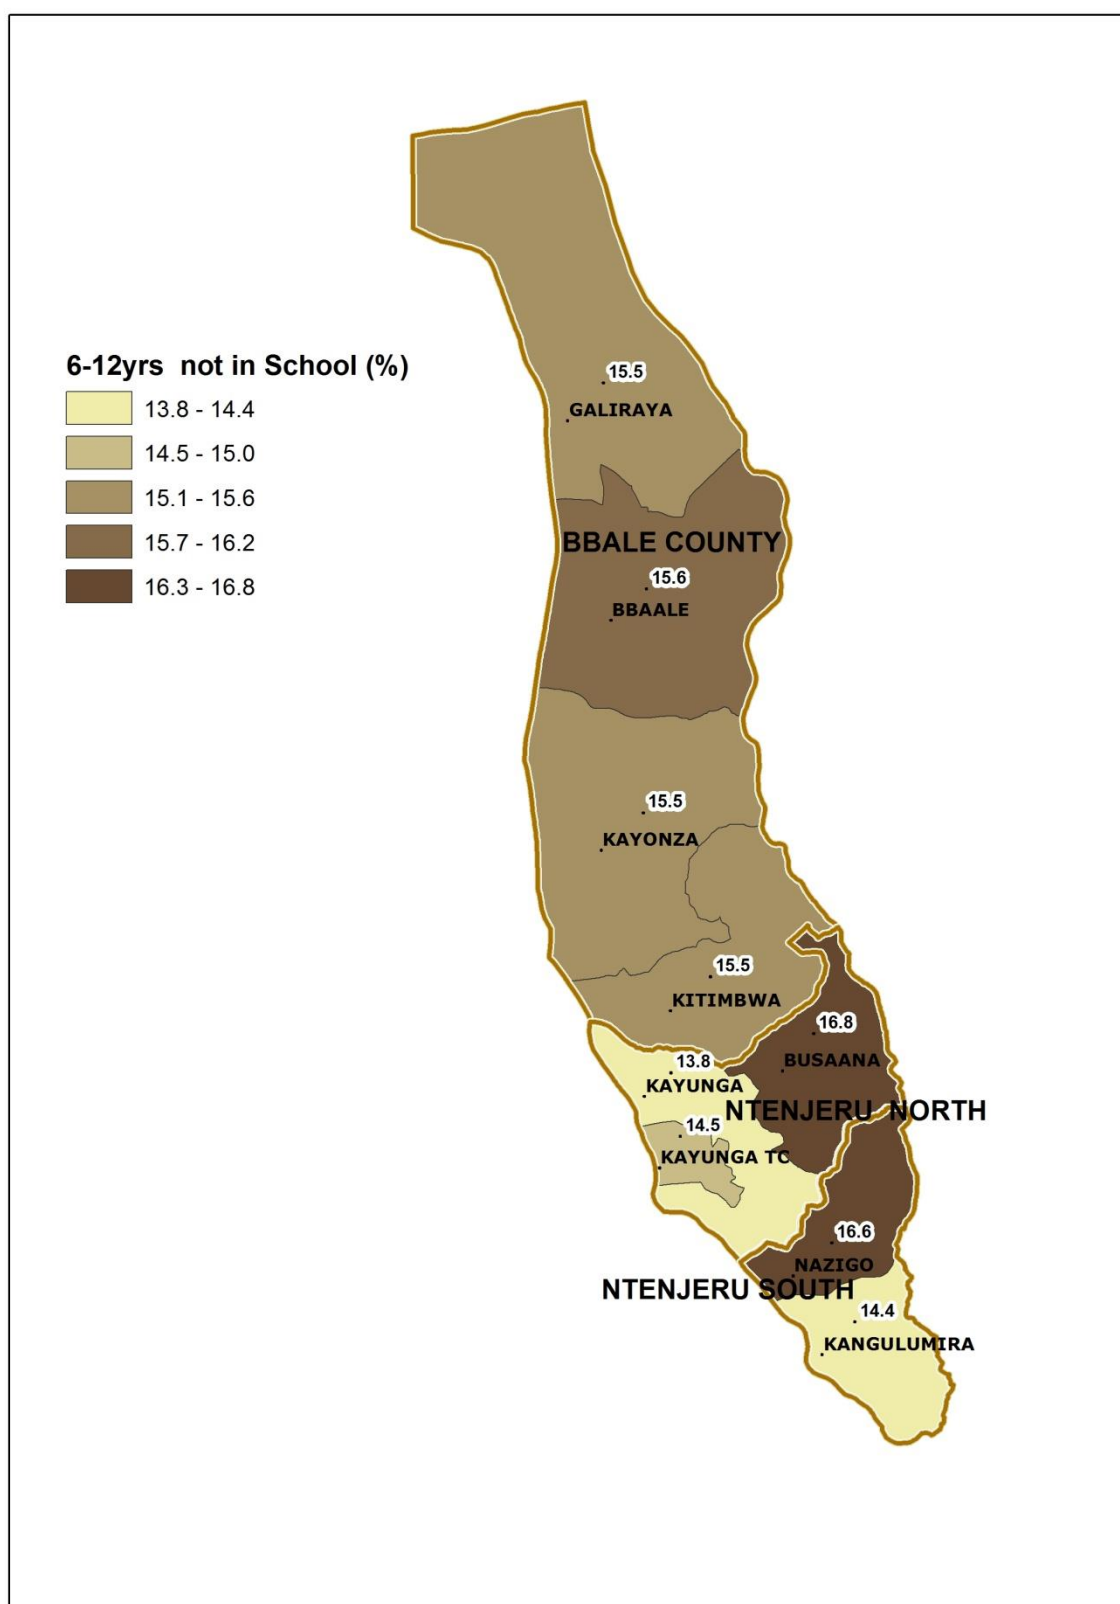 6-12yrs  not in School (%)
13.8 - 14.4
14.5 - 15.0
15.1 - 15.6
15.7 - 16.2
16.3 - 16.8
15.5
GALIRAYA
BBALE COUNTY
15.6
BBAALE
15.5
KAYONZA
15.5
KITIMBWA
16.8
BUSAANA
13.8
KAYUNGA
NTENJERU  NORTH
14.5
KAYUNGA TC
16.6
NAZIGO
NTENJERU SOUTH
14.4
KANGULUMIRA